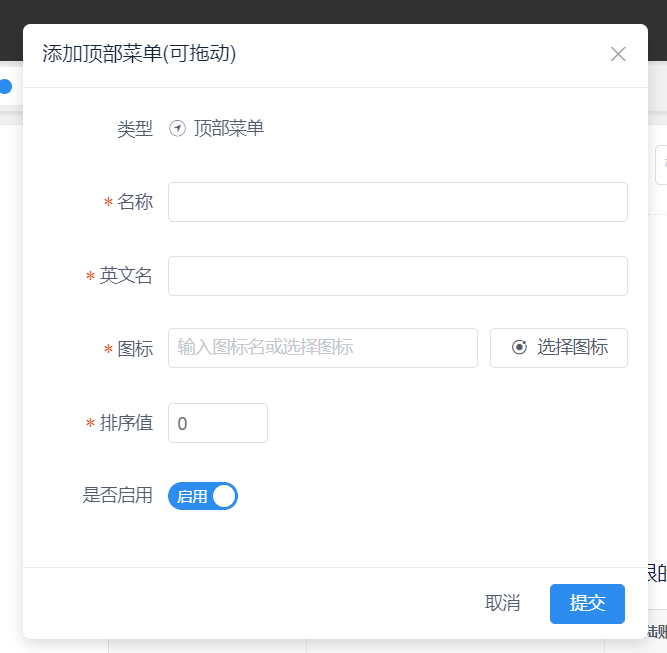 添加顶部菜单(可拖动)
类型 顶部菜单
* 名称
* 英文名
* 图标 输入图标名或选择图标 选择图标
* 排序值 0
是否启用 启用
取消 提交